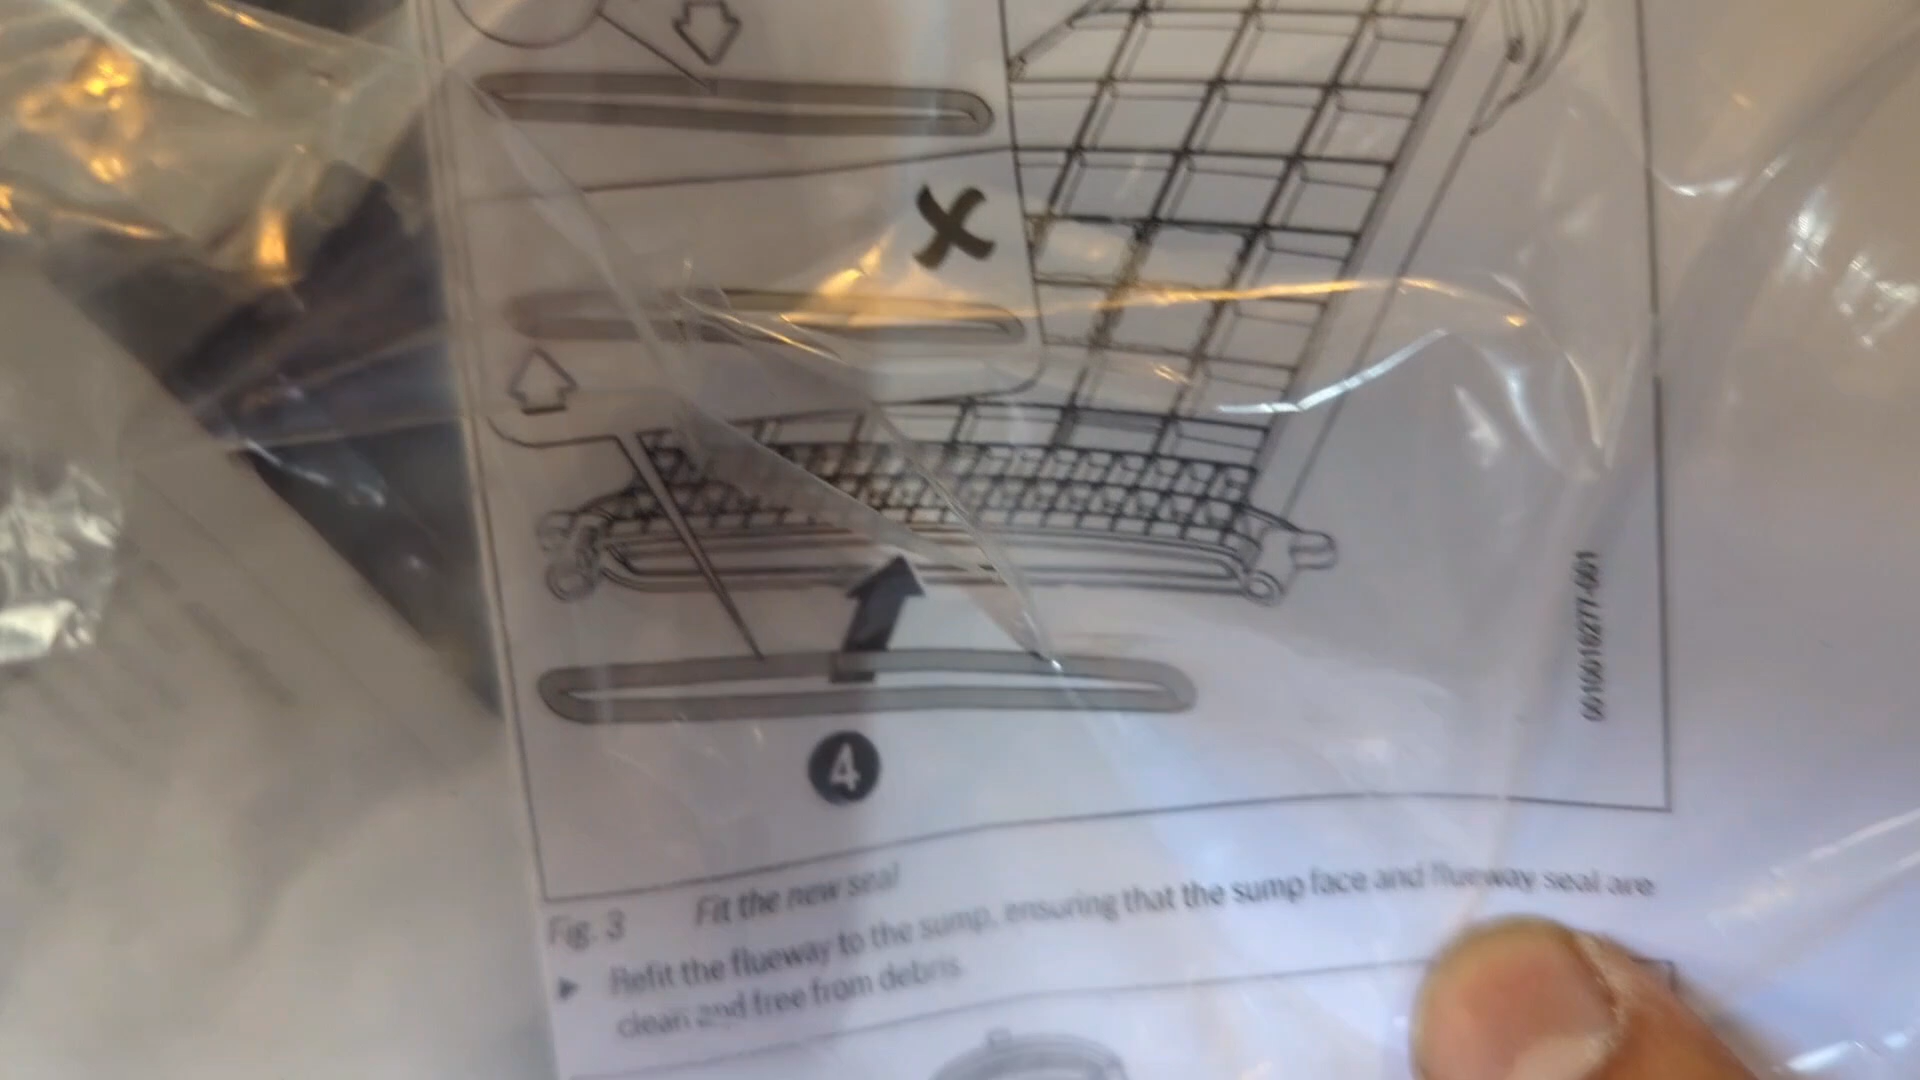 4
Fig. 3 Fit the new seal
► Refit the flueway to the sump, ensuring that the sump face and flueway seal are
clean and free from debris.